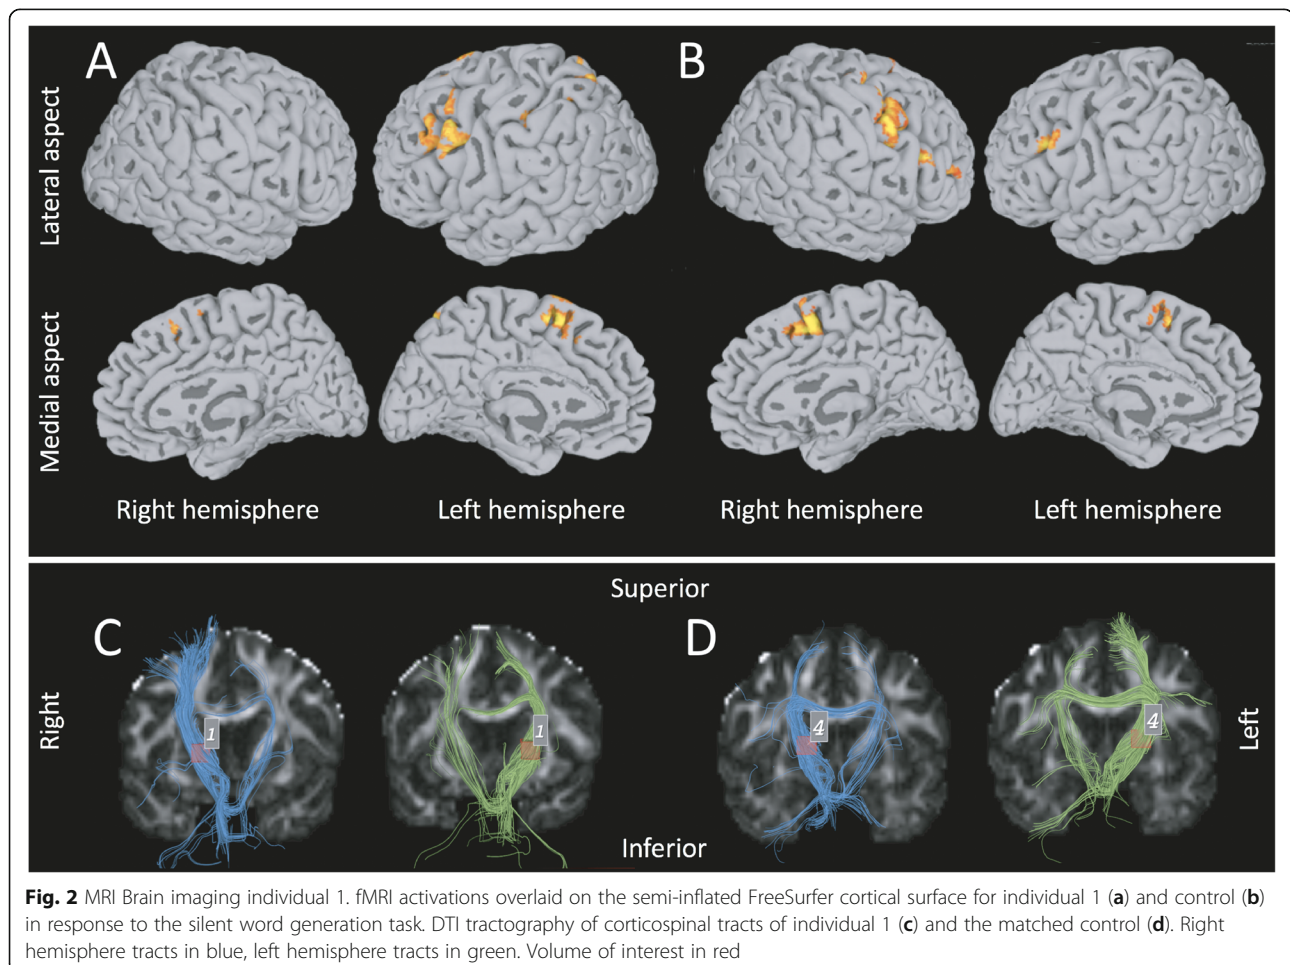 A
B
Lateral aspect
Medial aspect
Right hemisphere
Left hemisphere
Right hemisphere
Left hemisphere
Superior
C
D
Right
1
1
4
4
Left
Inferior
Fig. 2 MRI Brain imaging individual 1. fMRI activations overlaid on the semi-inflated FreeSurfer cortical surface for individual 1 (a) and control (b)
in response to the silent word generation task. DTI tractography of corticospinal tracts of individual 1 (c) and the matched control (d). Right
hemisphere tracts in blue, left hemisphere tracts in green. Volume of interest in red